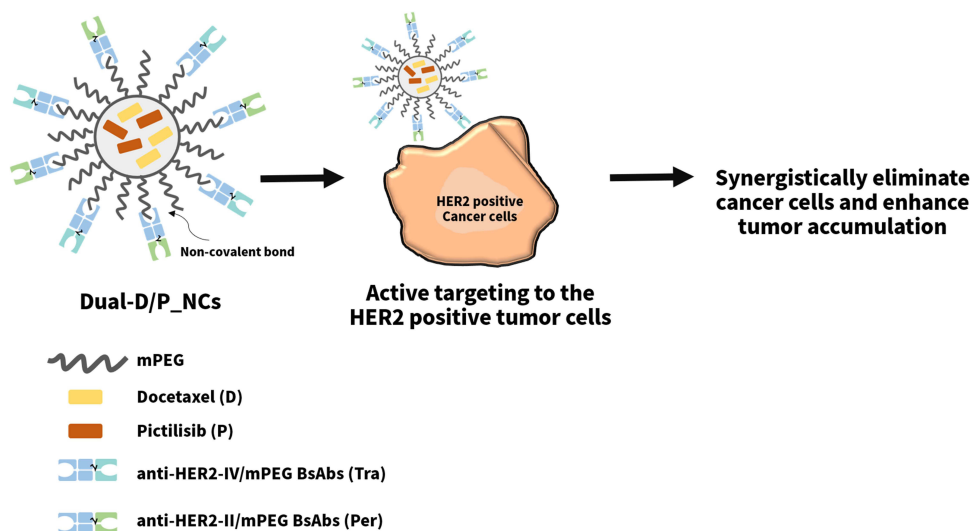 HER2 positive
Cancer cells
Synergistically eliminate
cancer cells and enhance
tumor accumulation
Non-covalent bond
Dual-D/P_NCs
Active targeting to the
HER2 positive tumor cells
mPEG
Docetaxel (D)
Pictilisib (P)
anti-HER2-IV/mPEG BsAbs (Tra)
anti-HER2-II/mPEG BsAbs (Per)